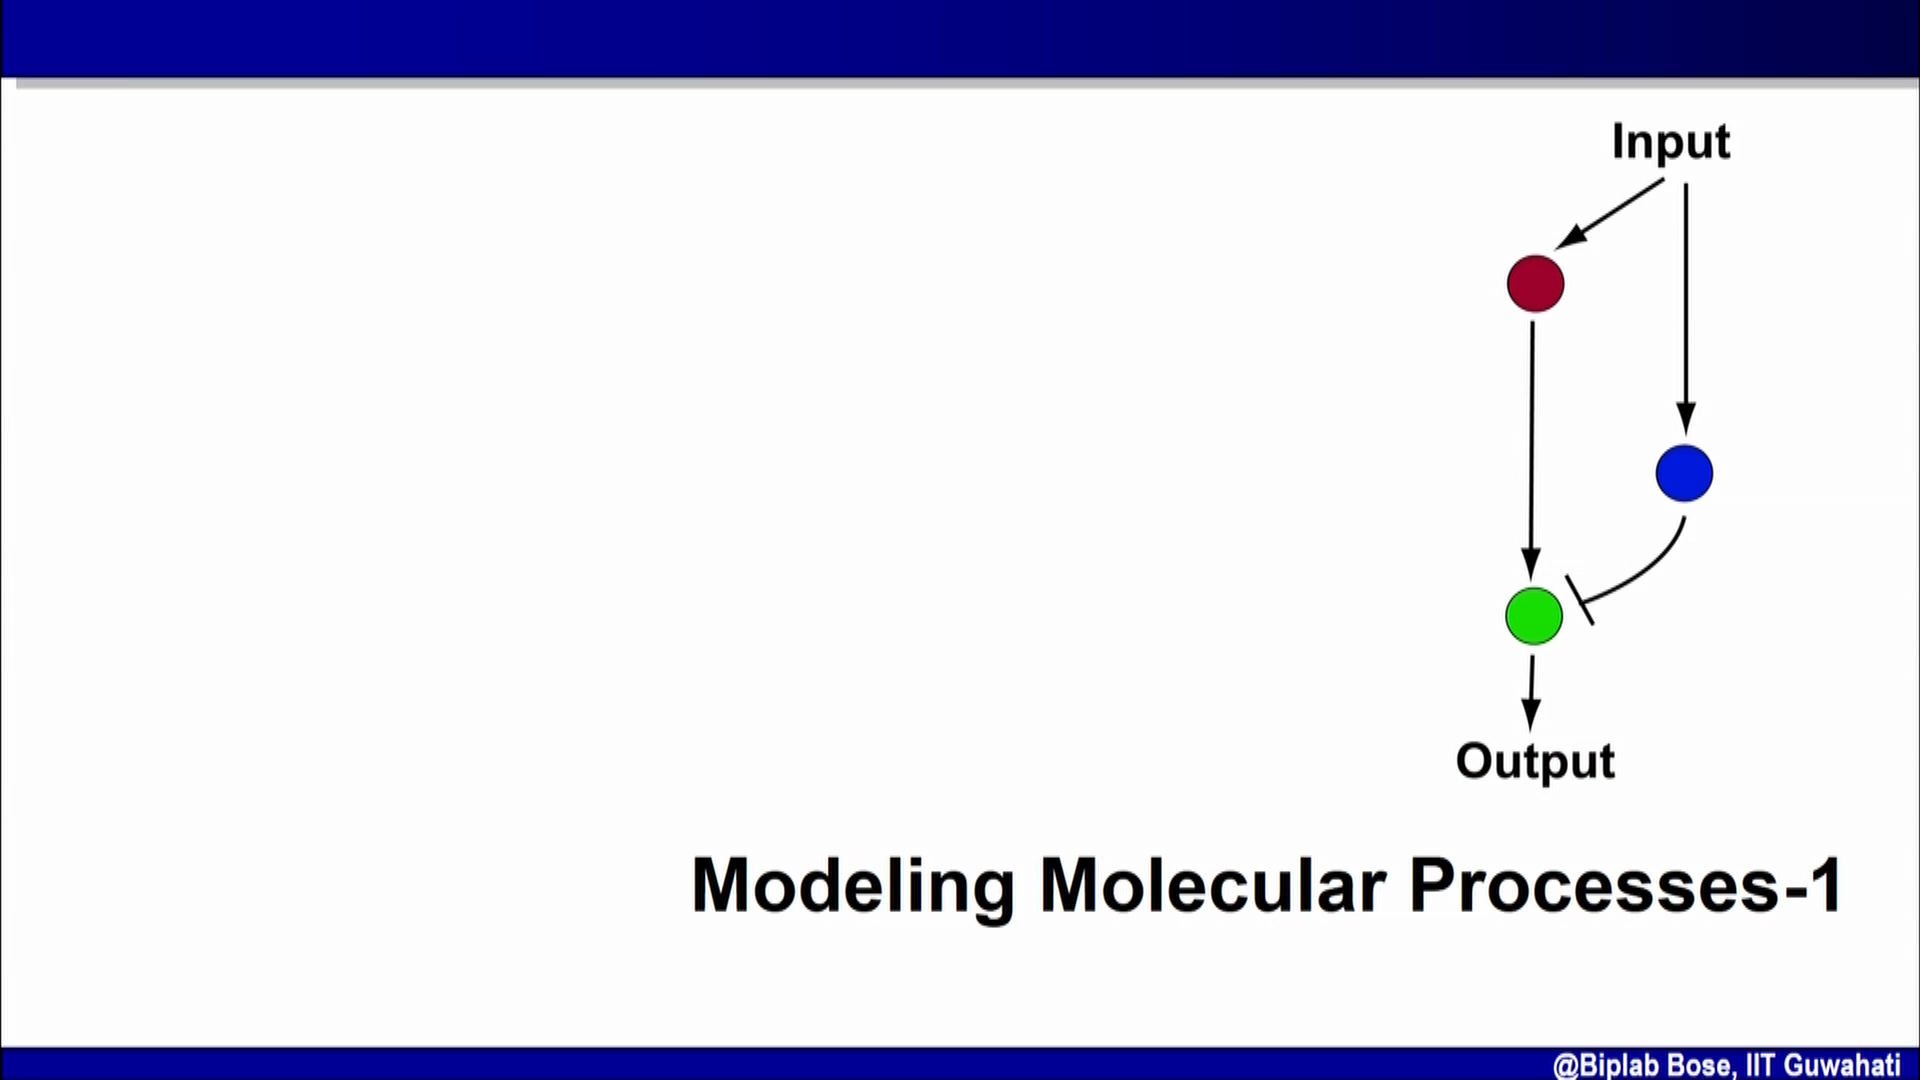 Input
Output
Modeling Molecular Processes-1
@Biplab Bose, IIT Guwahati